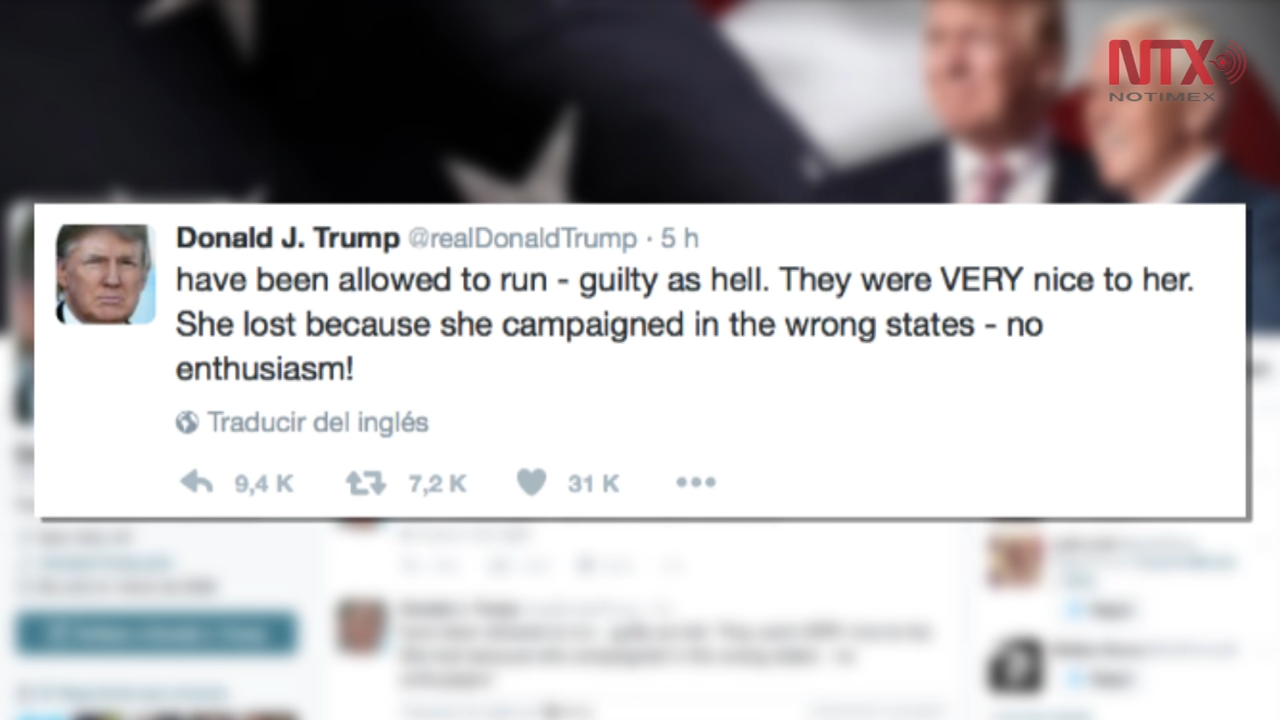 NTX
NOTIMEX
Donald J. Trump @realDonaldTrump · 5 h
have been allowed to run - guilty as hell. They were VERY nice to her.
She lost because she campaigned in the wrong states - no
enthusiasm!
Traducir del inglés
9,4 K 7,2 K 31 K